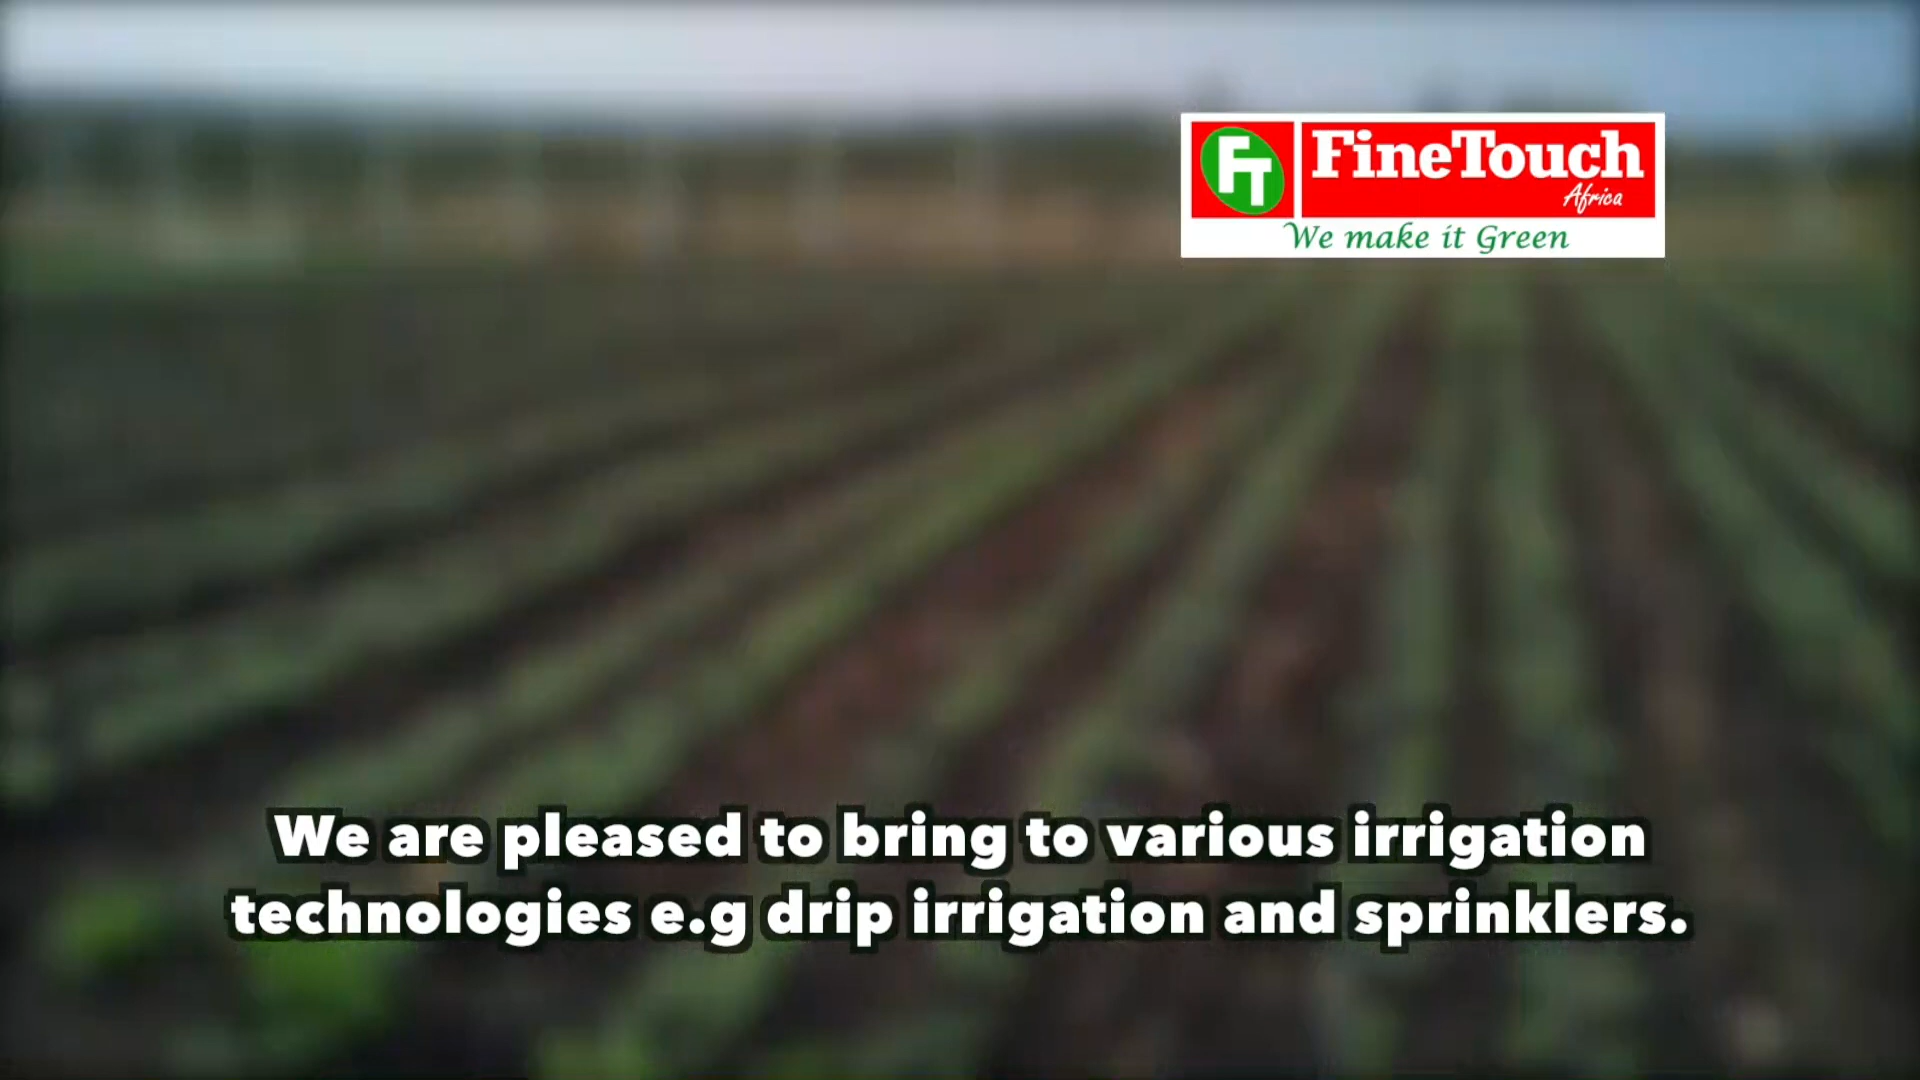 FT FineTouch
Africa
We make it Green
We are pleased to bring to various irrigation
technologies e.g drip irrigation and sprinklers.